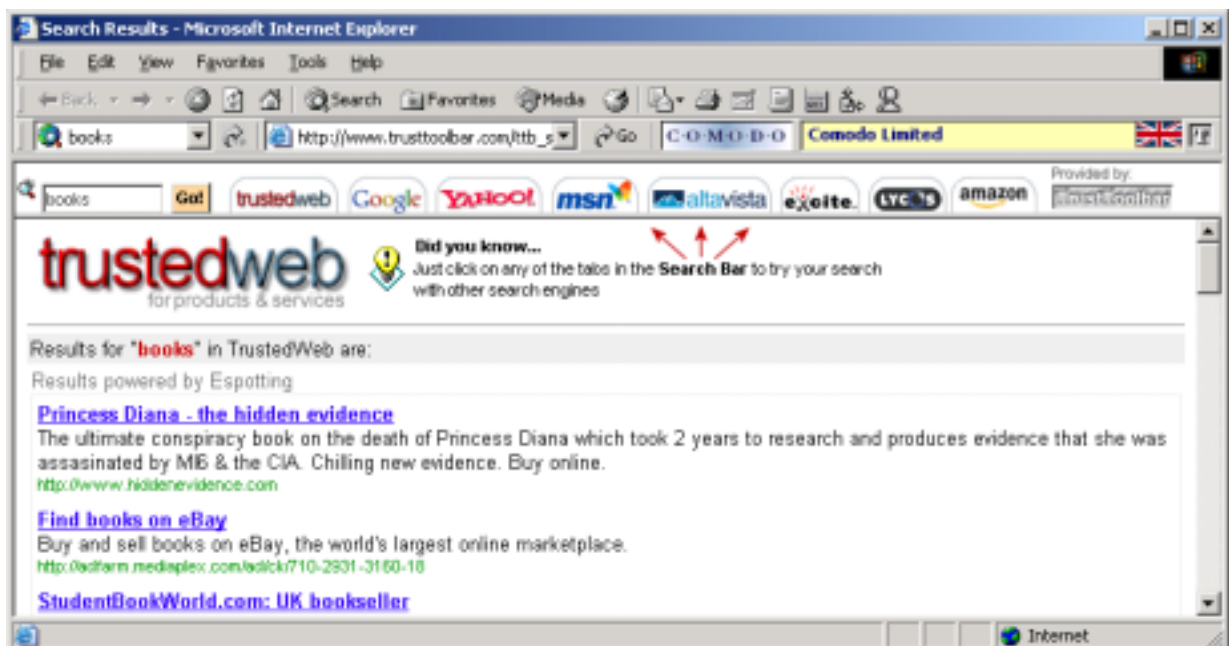 Search Results - Microsoft Internet Explorer
File Edit View Favorites Tools Help
Back Search Favorites Media
books http://www.trusttoolbar.com/ttb_s Go C·O·M·O·D·O Comodo Limited
Provided by:
books Go! trustedweb Google YAHOO! msn altavista excite. LYCOS amazon TrustToolbar
trustedweb
for products & services
Did you know...
Just click on any of the tabs in the Search Bar to try your search
with other search engines
Results for "books" in TrustedWeb are:
Results powered by Espotting
Princess Diana - the hidden evidence
The ultimate conspiracy book on the death of Princess Diana which took 2 years to research and produces evidence that she was
assasinated by MI6 & the CIA. Chilling new evidence. Buy online.
http://www.hiddenevidence.com
Find books on eBay
Buy and sell books on eBay, the world's largest online marketplace.
http://adfarm.mediaplex.com/ad/ck/710-2931-3160-18
StudentBookWorld.com: UK bookseller
Internet